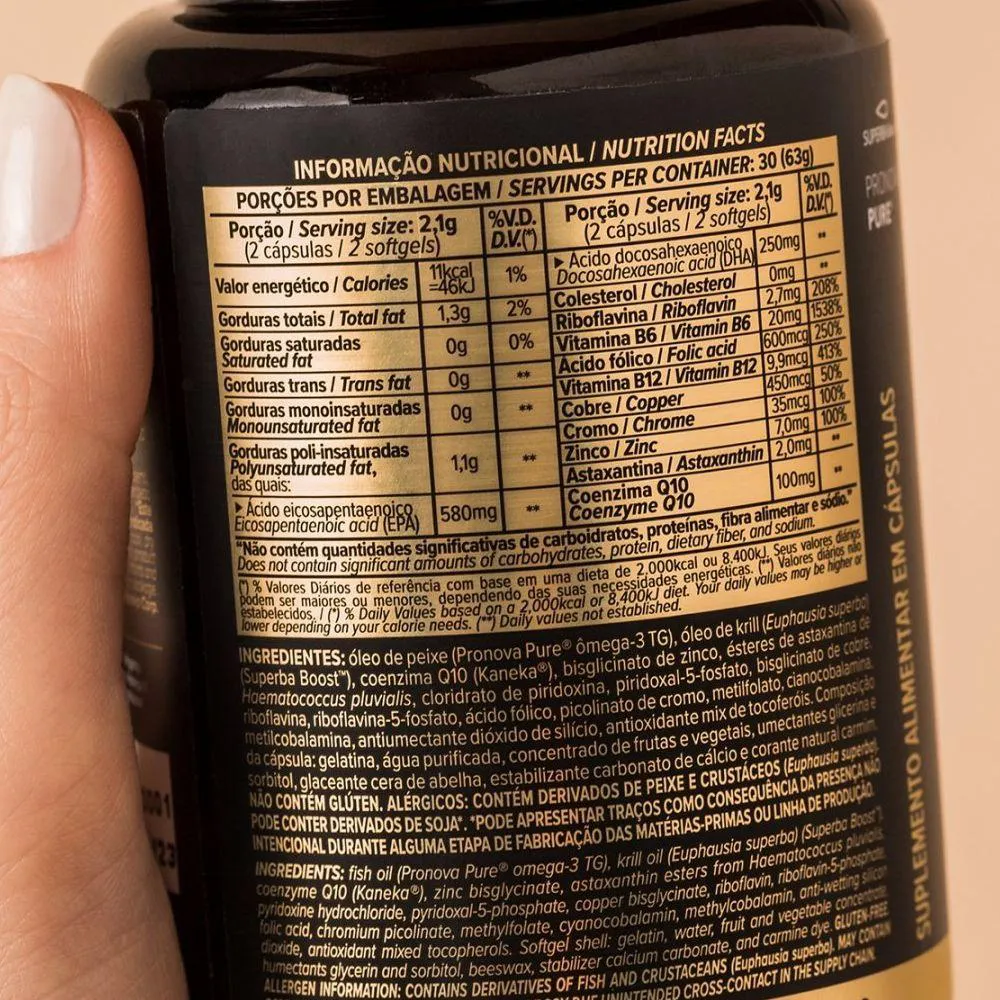 INFORMAÇÃO NUTRICIONAL / NUTRITION FACTS
PORÇÕES POR EMBALAGEM / SERVINGS PER CONTAINER: 30 (63g)
Porção / Serving size: 2,1g
(2 cápsulas / 2 softgels)
%V.D.
D.V.(*)
Valor energético / Calories
11kcal
=46kJ
1%
Gorduras totais / Total fat 1,3g 2%
Gorduras saturadas
Saturated fat
0g 0%
Gorduras trans / Trans fat 0g **
Gorduras monoinsaturadas
Monounsaturated fat
0g **
Gorduras poli-insaturadas
Polyunsaturated fat,
das quais:
1,1g **
▸ Ácido eicosapentaenoico
Eicosapentaenoic acid (EPA)
580mg **
Porção / Serving size: 2,1g
(2 cápsulas / 2 softgels)
%V.D.
D.V.(*)
▸ Ácido docosahexaenoico
Docosahexaenoic acid (DHA)
250mg **
Colesterol / Cholesterol 0mg **
Riboflavina / Riboflavin 2,7mg 208%
Vitamina B6 / Vitamin B6 20mg 1538%
Ácido fólico / Folic acid 600mcg 250%
Vitamina B12 / Vitamin B12 9,9mcg 413%
Cobre / Copper 450mcg 50%
Cromo / Chrome 35mcg 100%
Zinco / Zinc 7,0mg 100%
Astaxantina / Astaxanthin 2,0mg **
Coenzima Q10
Coenzyme Q10
100mg **
"Não contém quantidades significativas de carboidratos, proteínas, fibra alimentar e sódio."
Does not contain significant amounts of carbohydrates, protein, dietary fiber, and sodium.
(*) % Valores Diários de referência com base em uma dieta de 2.000kcal ou 8.400kJ. Seus valores diários
podem ser maiores ou menores, dependendo das suas necessidades energéticas. (**) Valores diários não
estabelecidos. / (*) % Daily Values based on a 2,000kcal or 8,400kJ diet. Your daily values may be higher or
lower depending on your calorie needs. (**) Daily values not established.
INGREDIENTES: óleo de peixe (Pronova Pure® ômega-3 TG), óleo de krill (Euphausia superba)
(Superba Boost™), coenzima Q10 (Kaneka®), bisglicinato de zinco, ésteres de astaxantina de
Haematococcus pluvialis, cloridrato de piridoxina, piridoxal-5-fosfato, bisglicinato de cobre,
riboflavina, riboflavina-5-fosfato, ácido fólico, picolinato de cromo, metilfolato, cianocobalamina,
metilcobalamina, antiumectante dióxido de silício, antioxidante mix de tocoferóis. Composição
da cápsula: gelatina, água purificada, concentrado de frutas e vegetais, umectantes glicerina e
sorbitol, glaceante cera de abelha, estabilizante carbonato de cálcio e corante natural carmim.
NÃO CONTÉM GLÚTEN. ALÉRGICOS: CONTÉM DERIVADOS DE PEIXE E CRUSTÁCEOS (Euphausia superba).
PODE CONTER DERIVADOS DE SOJA*. *PODE APRESENTAR TRAÇOS COMO CONSEQUÊNCIA DA PRESENÇA NÃO
INTENCIONAL DURANTE ALGUMA ETAPA DE FABRICAÇÃO DAS MATÉRIAS-PRIMAS OU LINHA DE PRODUÇÃO.
INGREDIENTS: fish oil (Pronova Pure® omega-3 TG), krill oil (Euphausia superba) (Superba Boost™),
coenzyme Q10 (Kaneka®), zinc bisglycinate, astaxanthin esters from Haematococcus pluvialis,
pyridoxine hydrochloride, pyridoxal-5-phosphate, copper bisglycinate, riboflavin, riboflavin-5-phosphate,
folic acid, chromium picolinate, methylfolate, cyanocobalamin, methylcobalamin, anti-wetting silicon
dioxide, antioxidant mixed tocopherols. Softgel shell: gelatin, water, fruit and vegetable concentrate,
humectants glycerin and sorbitol, beeswax, stabilizer calcium carbonate, and carmine dye. GLUTEN-FREE.
ALLERGEN INFORMATION: CONTAINS DERIVATIVES OF FISH AND CRUSTACEANS (Euphausia superba). MAY CONTAIN
UNINTENDED CROSS-CONTACT IN THE SUPPLY CHAIN.
PURE
SUPLEMENTO ALIMENTAR EM CÁPSULAS